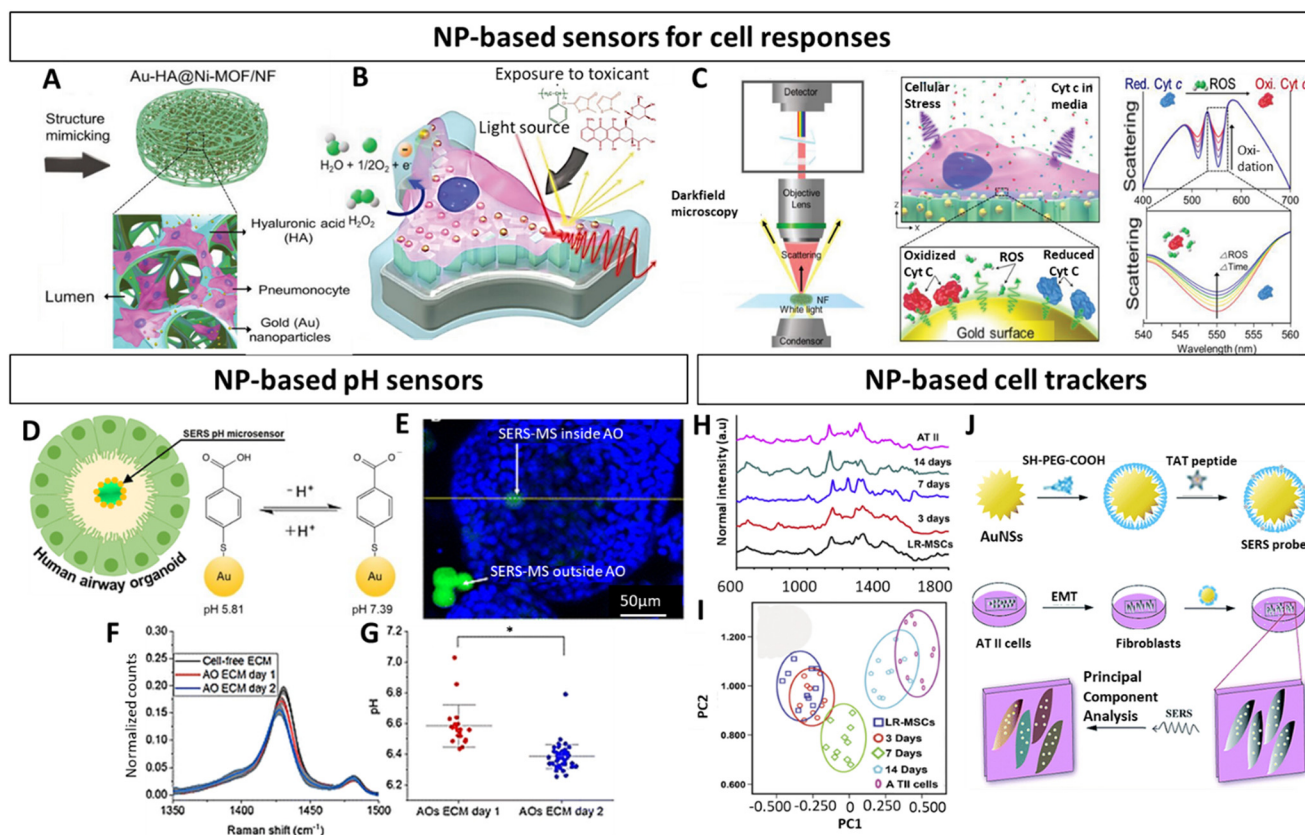 NP-based sensors for cell responses
A
Au-HA@Ni-MOF/NF
Structure
mimicking
Hyaluronic acid
(HA)
Pneumonocyte
Gold (Au)
nanoparticles
Lumen
B
Exposure to toxicant
Light source
H₂O + 1/2O₂ + e⁻
H₂O₂
C
Detector
Objective
Lens
Darkfield
microscopy
Scattering
NF
White light
Condensor
Cellular
Stress
Cyt c in
media
Z
X
Oxidized
Cyt C
ROS
Reduced
Cyt C
Gold surface
Red. Cyt c
ROS
Oxi. Cyt c
Scattering
Oxi-
dation
400 500 600 700
Scattering
△ROS
△Time
540 545 550 555 560
Wavelength (nm)
NP-based pH sensors
D
SERS pH microsensor
Human airway organoid
O OH
S
Au
pH 5.81
− H⁺
+ H⁺
O O⁻
S
Au
pH 7.39
E
SERS-MS inside AO
SERS-MS outside AO
50μm
F
Normalized counts
0.30
0.25
0.20
0.15
0.10
0.05
0.00
Cell-free ECM
AO ECM day 1
AO ECM day 2
1350 1400 1450 1500
Raman shift (cm⁻¹)
G
pH
7.2
7.0
6.8
6.6
6.4
6.2
*
AOs ECM day 1 AOs ECM day 2
NP-based cell trackers
H
Normal intensity (a.u)
AT II
14 days
7 days
3 days
LR-MSCs
600 1000 1400 1800
I
PC2
1.200
1.000
0.800
0.600
LR-MSCs
3 Days
7 Days
14 Days
A TII cells
-0.500 -0.250 0 0.250 0.500
PC1
J
SH-PEG-COOH
TAT peptide
AuNSs
SERS probe
EMT
AT II cells
Fibroblasts
Principal
Component
Analysis
SERS